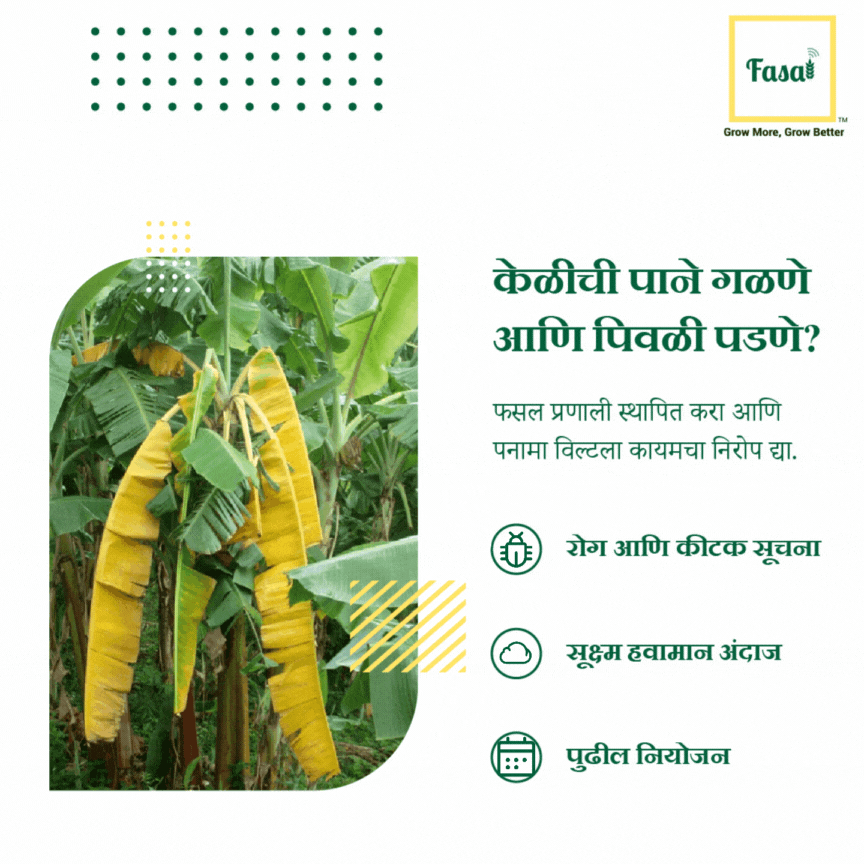 Fasal
TM
Grow More, Grow Better
केळीची पाने गळणे
आणि पिवळी पडणे?
फसल प्रणाली स्थापित करा आणि
पनामा विल्टला कायमचा निरोप द्या.
रोग आणि कीटक सूचना
सूक्ष्म हवामान अंदाज
पुढील नियोजन